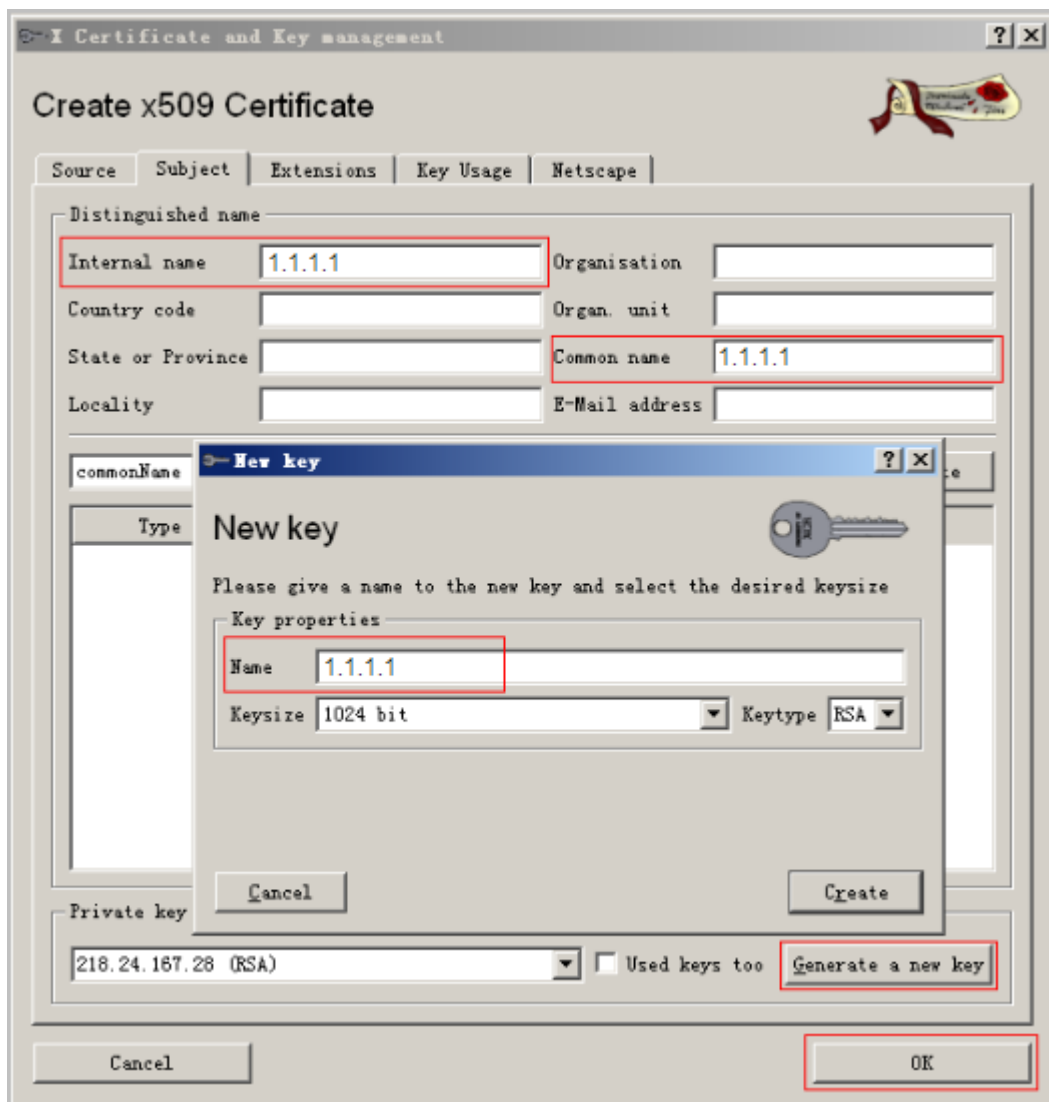 X Certificate and Key management
Create x509 Certificate
Source Subject Extensions Key Usage Netscape
Distinguished name
Internal name 1.1.1.1 Organisation
Country code Organ. unit
State or Province Common name 1.1.1.1
Locality E-Mail address
commonName
Type
New key
New key
Please give a name to the new key and select the desired keysize
Key properties
Name 1.1.1.1
Keysize 1024 bit Keytype RSA
Cancel Create
Private key
218.24.167.28 (RSA) Used keys too Generate a new key
Cancel OK